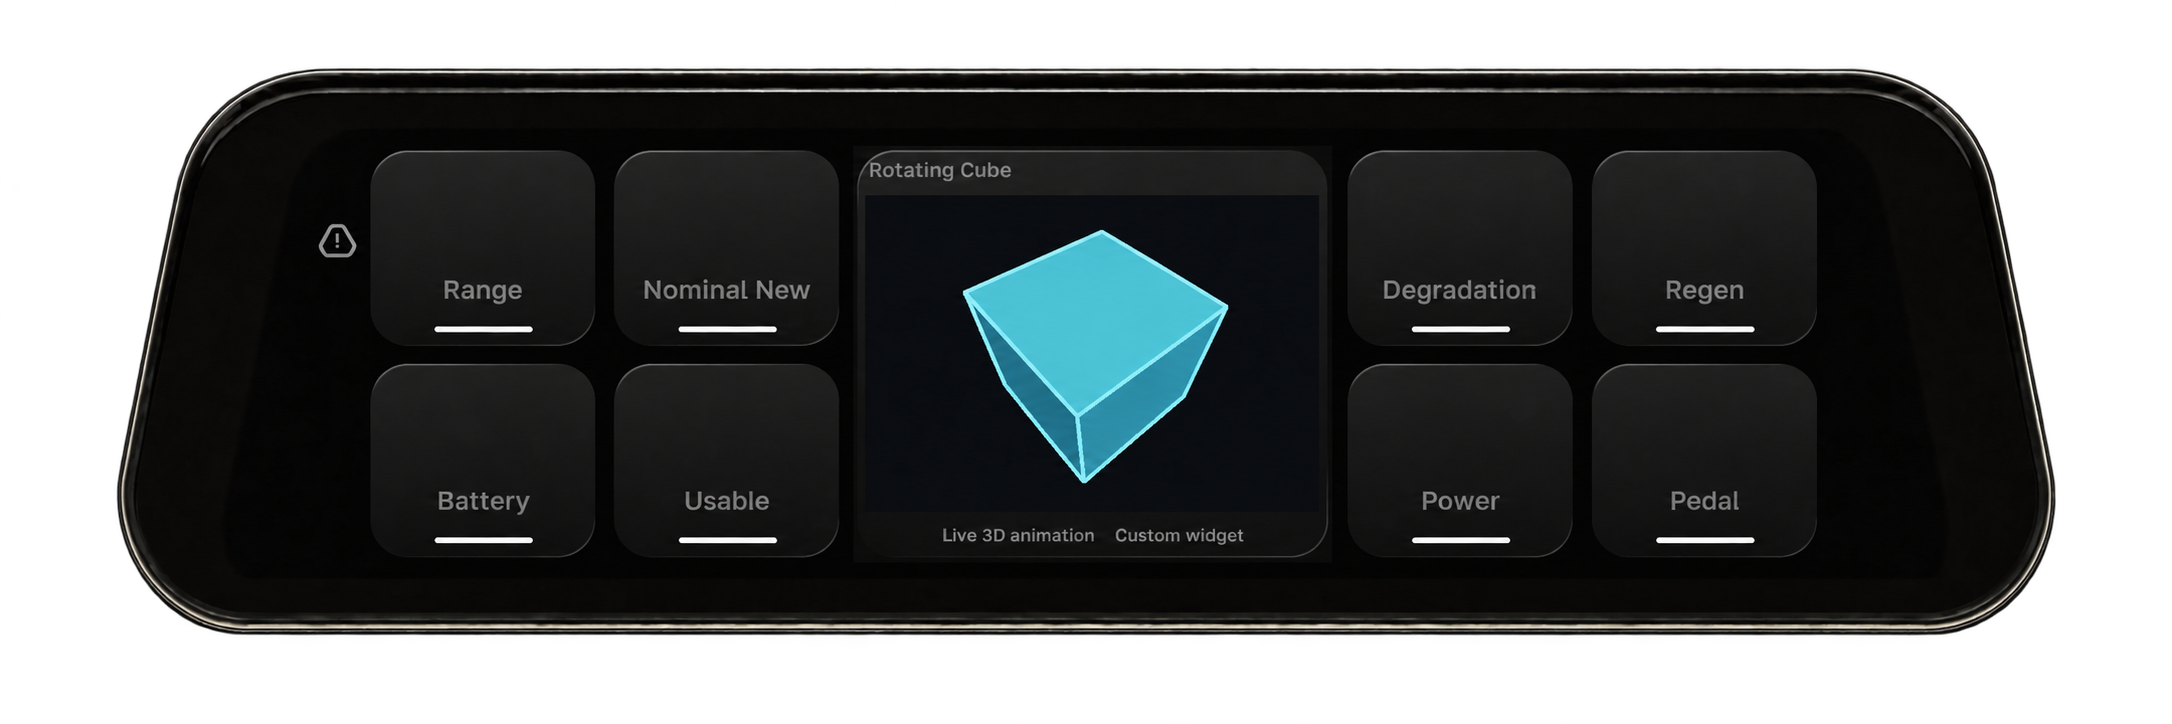 Rotating Cube
Range
Nominal New
Degradation
Regen
Battery
Usable
Power
Pedal
Live 3D animation Custom widget